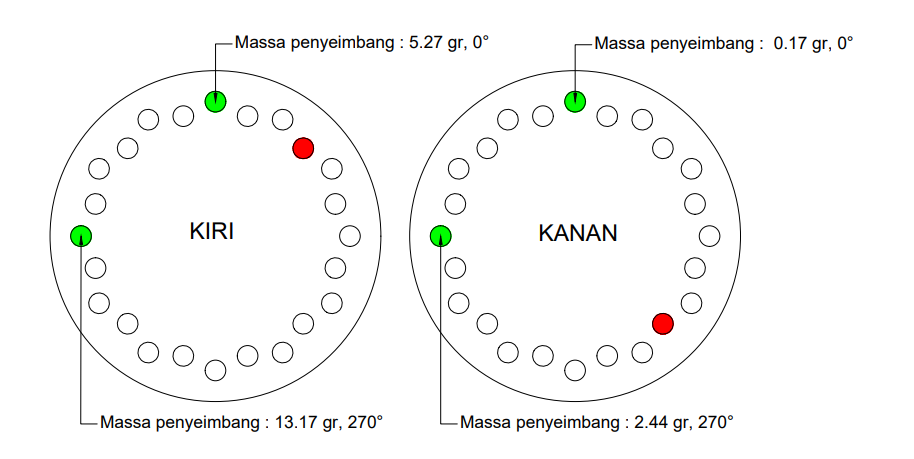 Massa penyeimbang : 5.27 gr, 0°
Massa penyeimbang :  0.17 gr, 0°
KIRI
KANAN
Massa penyeimbang : 13.17 gr, 270°
Massa penyeimbang : 2.44 gr, 270°